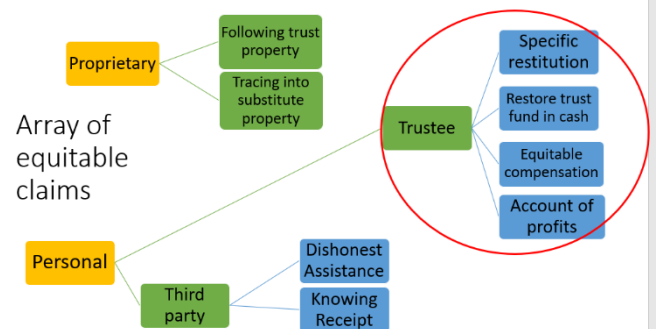 Proprietary
Following trust
property
Tracing into
substitute
property
Array of
equitable
claims
Trustee
Specific
restitution
Restore trust
fund in cash
Equitable
compensation
Account of
profits
Personal
Third
party
Dishonest
Assistance
Knowing
Receipt